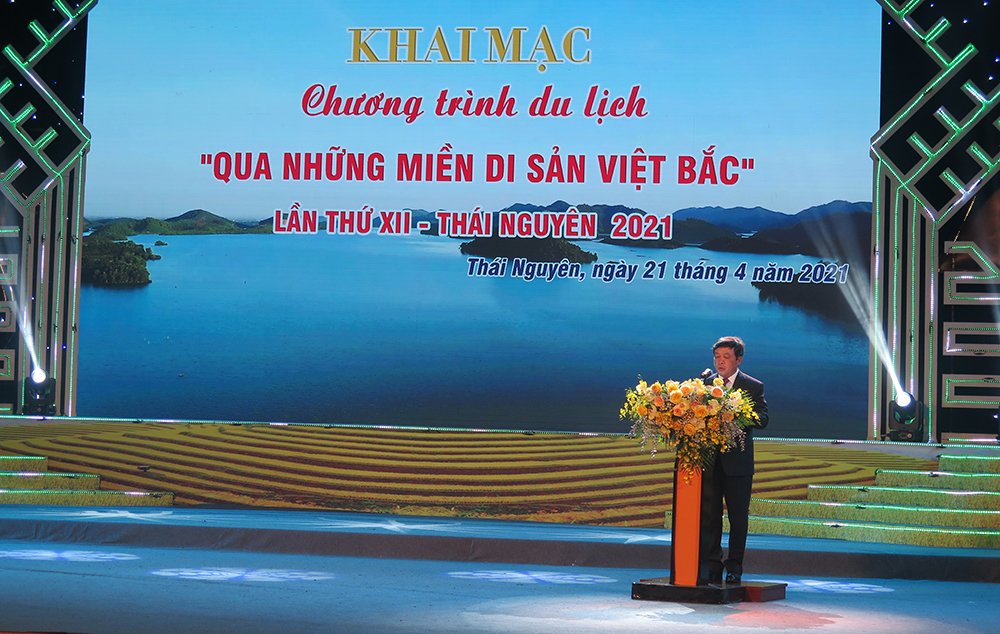 KHAI MẠC
Chương trình du lịch
"QUA NHỮNG MIỀN DI SẢN VIỆT BẮC"
LẦN THỨ XII - THÁI NGUYÊN 2021
Thái Nguyên, ngày 21 tháng 4 năm 2021